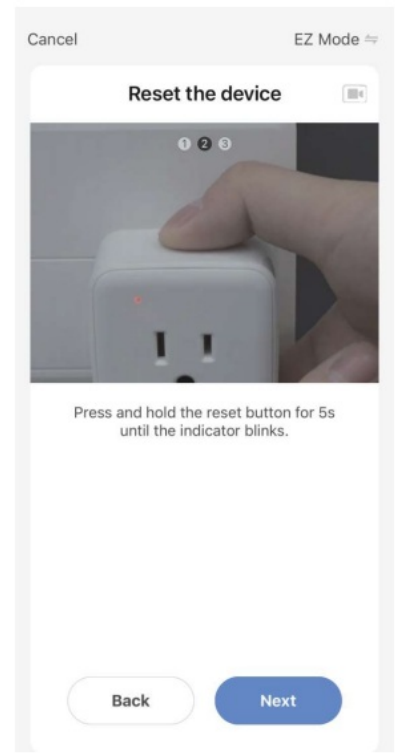 Cancel EZ Mode
Reset the device
1 2 3
Press and hold the reset button for 5s
until the indicator blinks.
Back Next